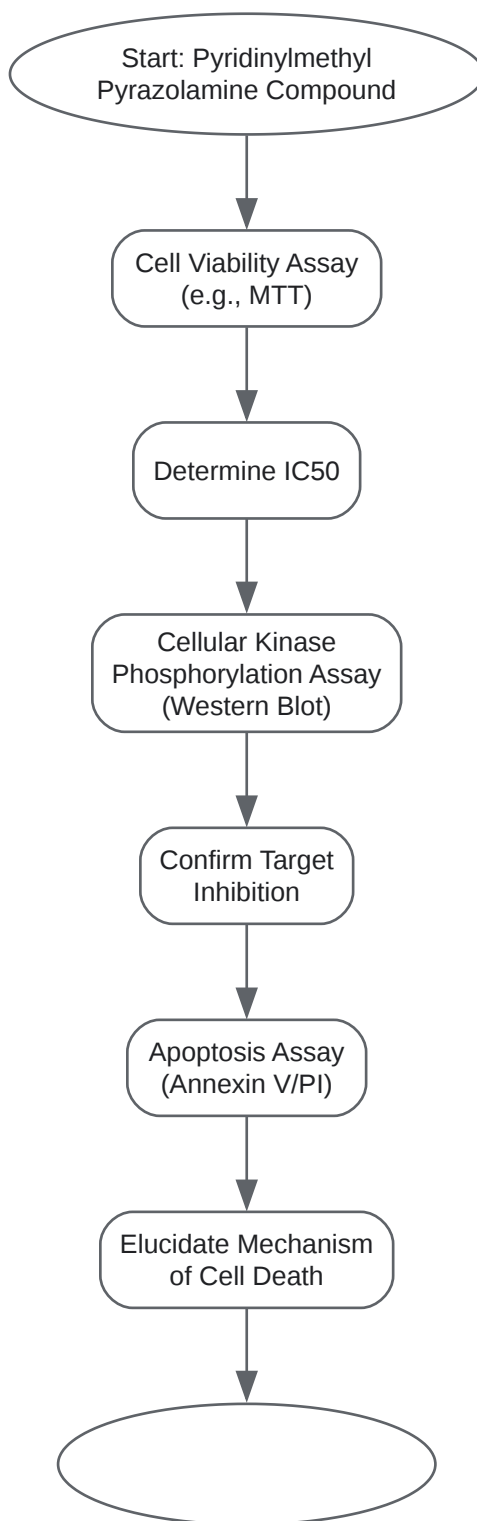 Start: Pyridinylmethyl
Pyrazolamine Compound
Cell Viability Assay
(e.g., MTT)
Determine IC50
Cellular Kinase
Phosphorylation Assay
(Western Blot)
Confirm Target
Inhibition
Apoptosis Assay
(Annexin V/PI)
Elucidate Mechanism
of Cell Death